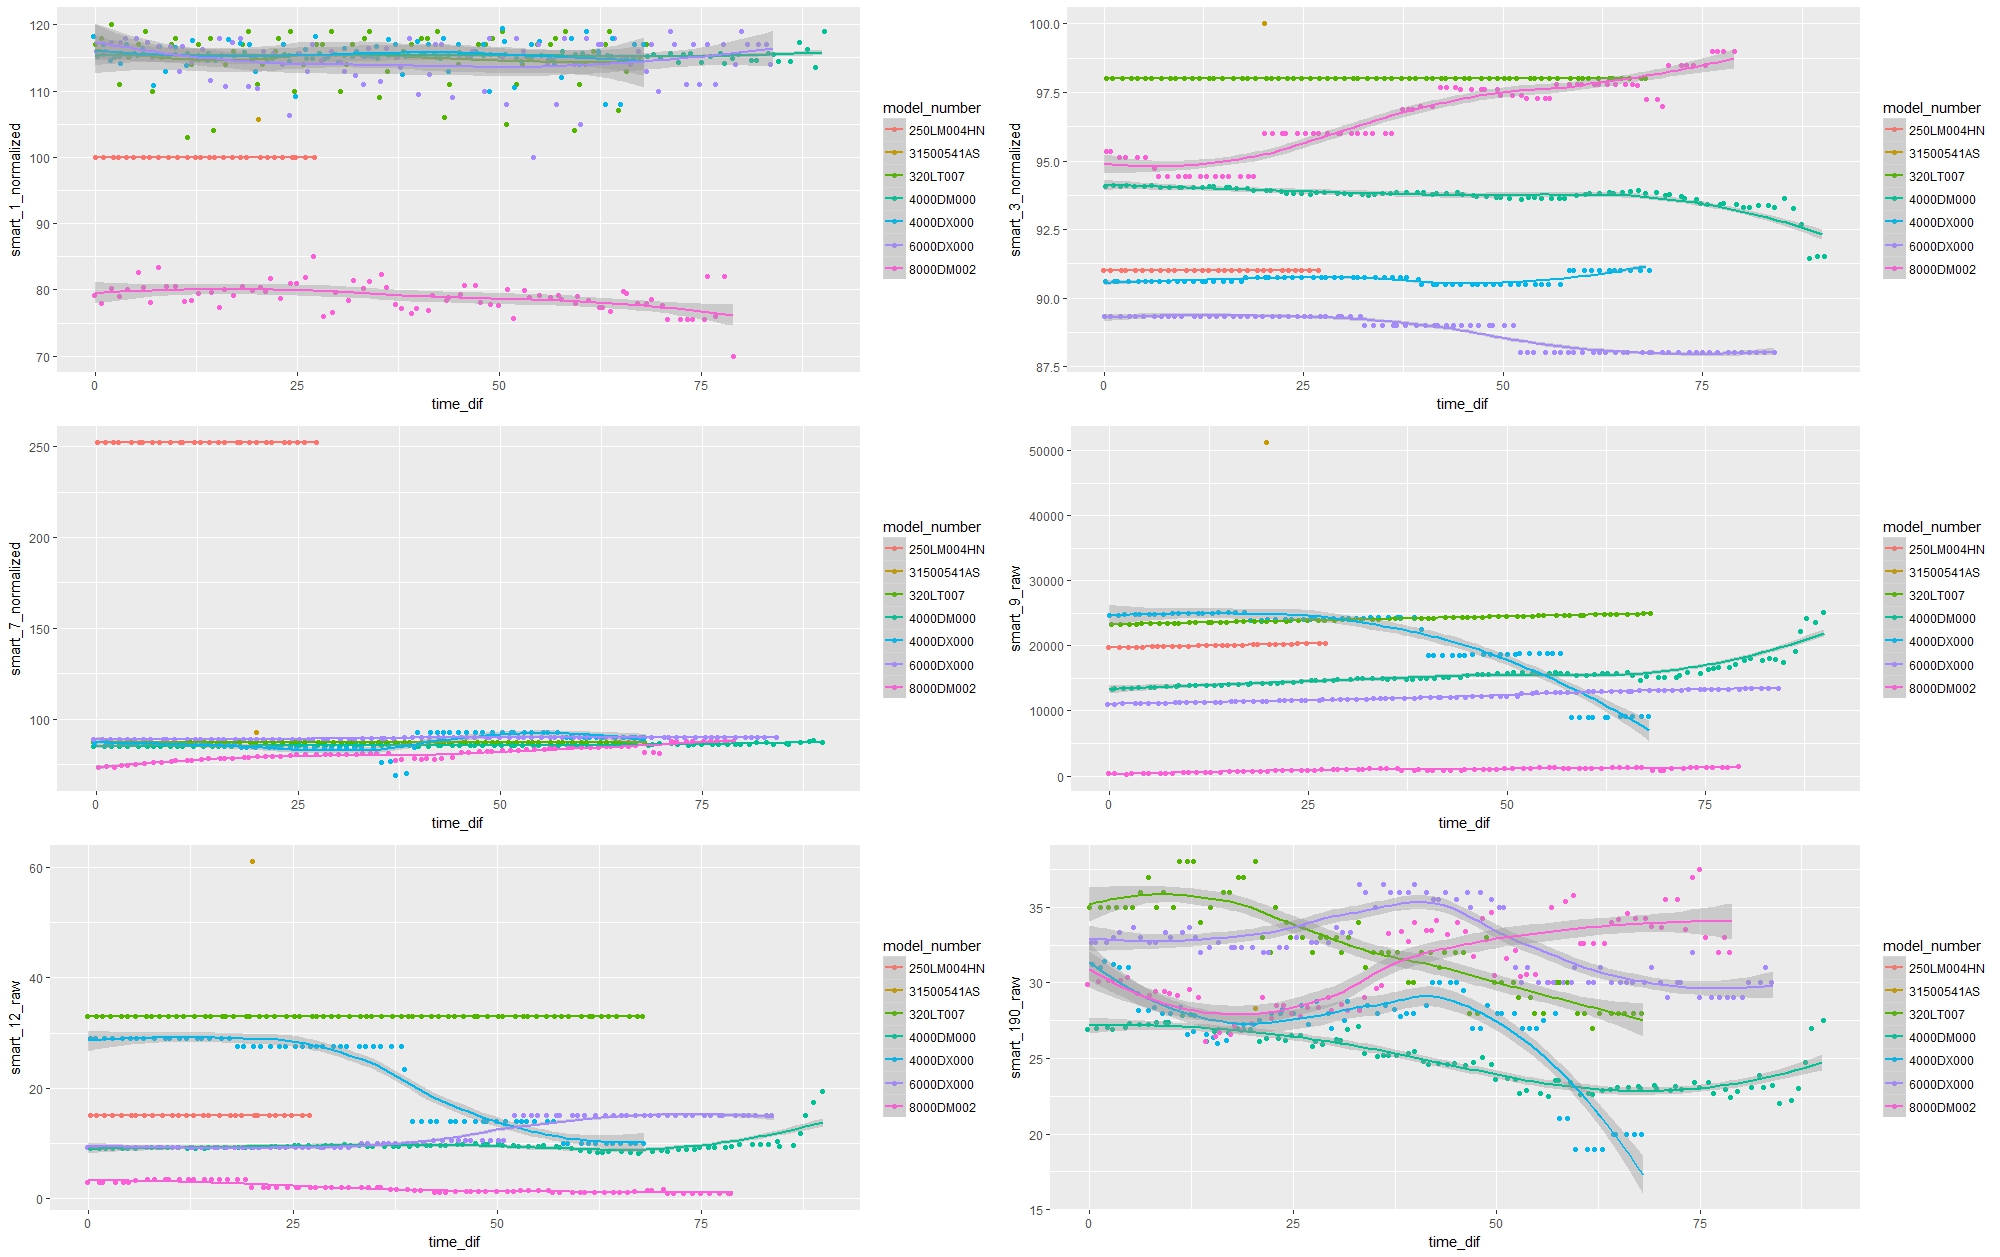 120
110
100
90
80
70
smart_1_normalized
0
25
50
75
time_dif
model_number
250LM004HN
31500541AS
320LT007
4000DM000
4000DX000
6000DX000
8000DM002
100.0
97.5
95.0
92.5
90.0
87.5
smart_3_normalized
0
25
50
75
time_dif
model_number
250LM004HN
31500541AS
320LT007
4000DM000
4000DX000
6000DX000
8000DM002
250
200
150
100
smart_7_normalized
0
25
50
75
time_dif
model_number
250LM004HN
31500541AS
320LT007
4000DM000
4000DX000
6000DX000
8000DM002
50000
40000
30000
20000
10000
0
smart_9_raw
0
25
50
75
time_dif
model_number
250LM004HN
31500541AS
320LT007
4000DM000
4000DX000
6000DX000
8000DM002
60
40
20
0
smart_12_raw
0
25
50
75
time_dif
model_number
250LM004HN
31500541AS
320LT007
4000DM000
4000DX000
6000DX000
8000DM002
35
30
25
20
15
smart_190_raw
0
25
50
75
time_dif
model_number
250LM004HN
31500541AS
320LT007
4000DM000
4000DX000
6000DX000
8000DM002